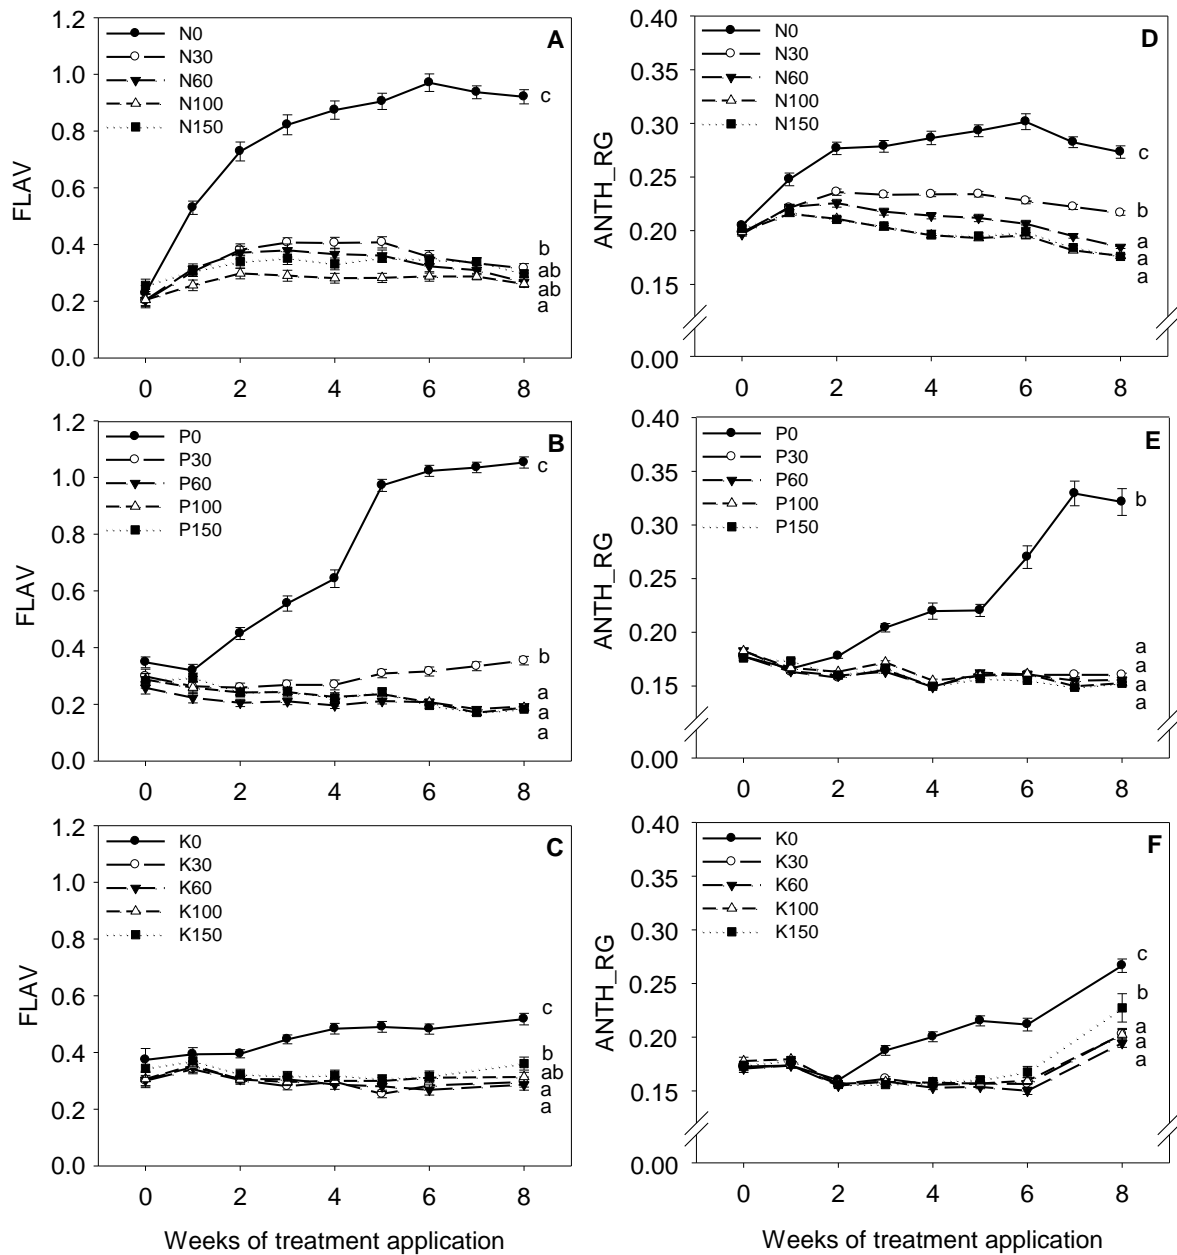 A
N0
N30
N60
N100
N150
1.2
1.0
0.8
0.6
0.4
0.2
0.0
FLAV
c
b
ab
ab
a
0 2 4 6 8
D
N0
N30
N60
N100
N150
0.40
0.35
0.30
0.25
0.20
0.15
0.00
ANTH_RG
c
b
a
a
a
0 2 4 6 8
B
P0
P30
P60
P100
P150
1.2
1.0
0.8
0.6
0.4
0.2
0.0
FLAV
c
b
a
a
a
0 2 4 6 8
E
P0
P30
P60
P100
P150
0.40
0.35
0.30
0.25
0.20
0.15
0.00
ANTH_RG
b
a
a
a
a
0 2 4 6 8
C
K0
K30
K60
K100
K150
1.2
1.0
0.8
0.6
0.4
0.2
0.0
FLAV
c
b
ab
a
a
0 2 4 6 8
Weeks of treatment application
F
K0
K30
K60
K100
K150
0.40
0.35
0.30
0.25
0.20
0.15
0.00
ANTH_RG
c
b
a
a
a
0 2 4 6 8
Weeks of treatment application